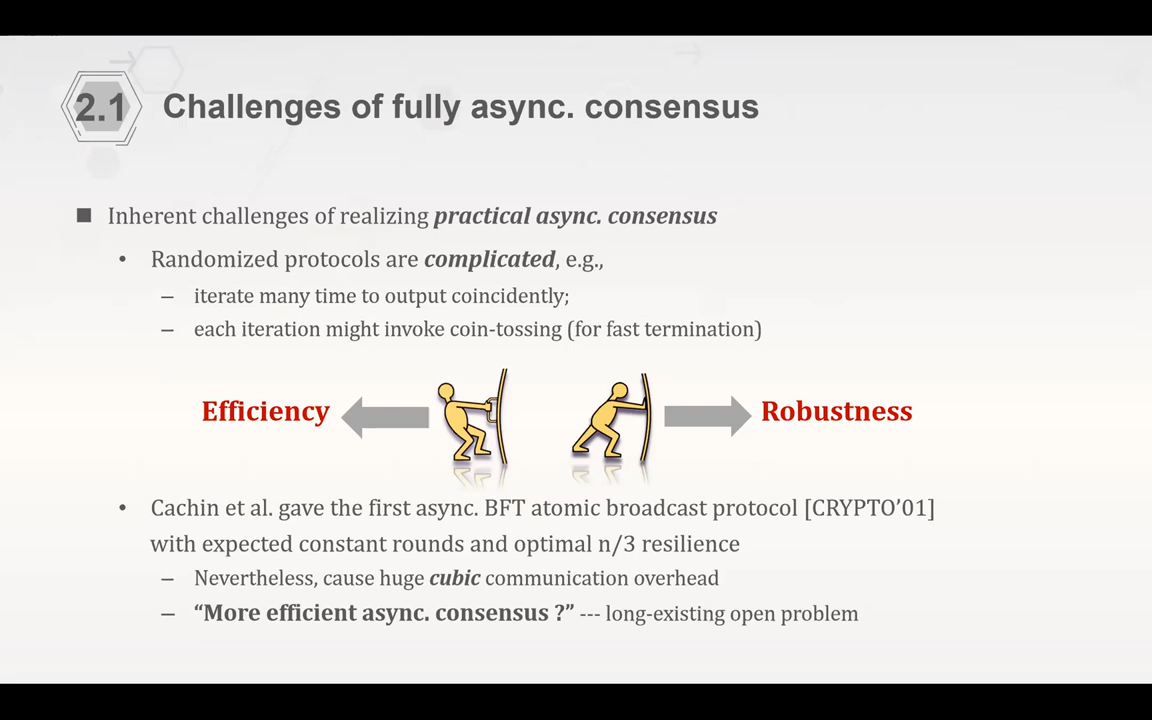 2.1 Challenges of fully async. consensus
■ Inherent challenges of realizing practical async. consensus
• Randomized protocols are complicated, e.g.,
– iterate many time to output coincidently;
– each iteration might invoke coin-tossing (for fast termination)
Efficiency Robustness
• Cachin et al. gave the first async. BFT atomic broadcast protocol [CRYPTO’01]
with expected constant rounds and optimal n/3 resilience
– Nevertheless, cause huge cubic communication overhead
– “More efficient async. consensus ?” --- long-existing open problem